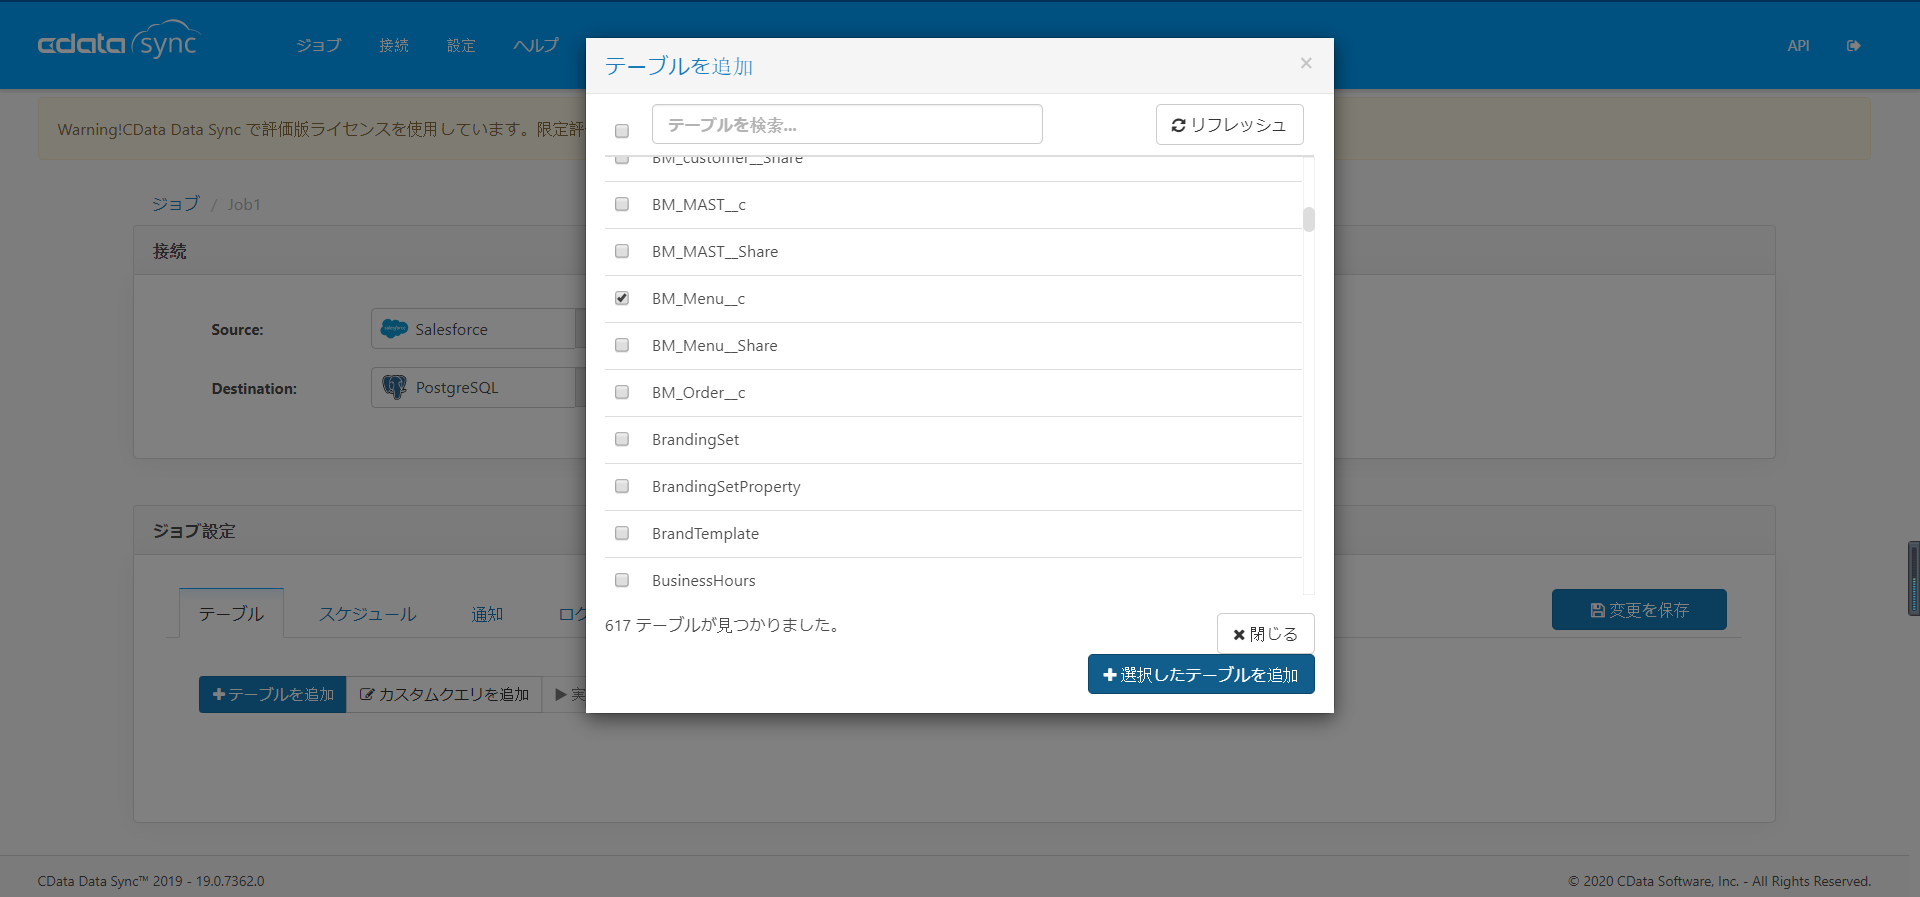 cdata sync
ジョブ 接続 設定 ヘルプ
API
Warning!CData Data Sync で評価版ライセンスを使用しています。限定評
ジョブ / Job1
接続
Source:
Salesforce
Destination:
PostgreSQL
ジョブ設定
テーブル スケジュール 通知 ログ
変更を保存
テーブルを追加 カスタムクエリを追加 実
テーブルを追加
×
テーブルを検索...
リフレッシュ
BM_customer__Share
BM_MAST__c
BM_MAST__Share
BM_Menu__c
BM_Menu__Share
BM_Order__c
BrandingSet
BrandingSetProperty
BrandTemplate
BusinessHours
617 テーブルが見つかりました。
閉じる
選択したテーブルを追加
CData Data Sync™ 2019 - 19.0.7362.0
© 2020 CData Software, Inc. - All Rights Reserved.